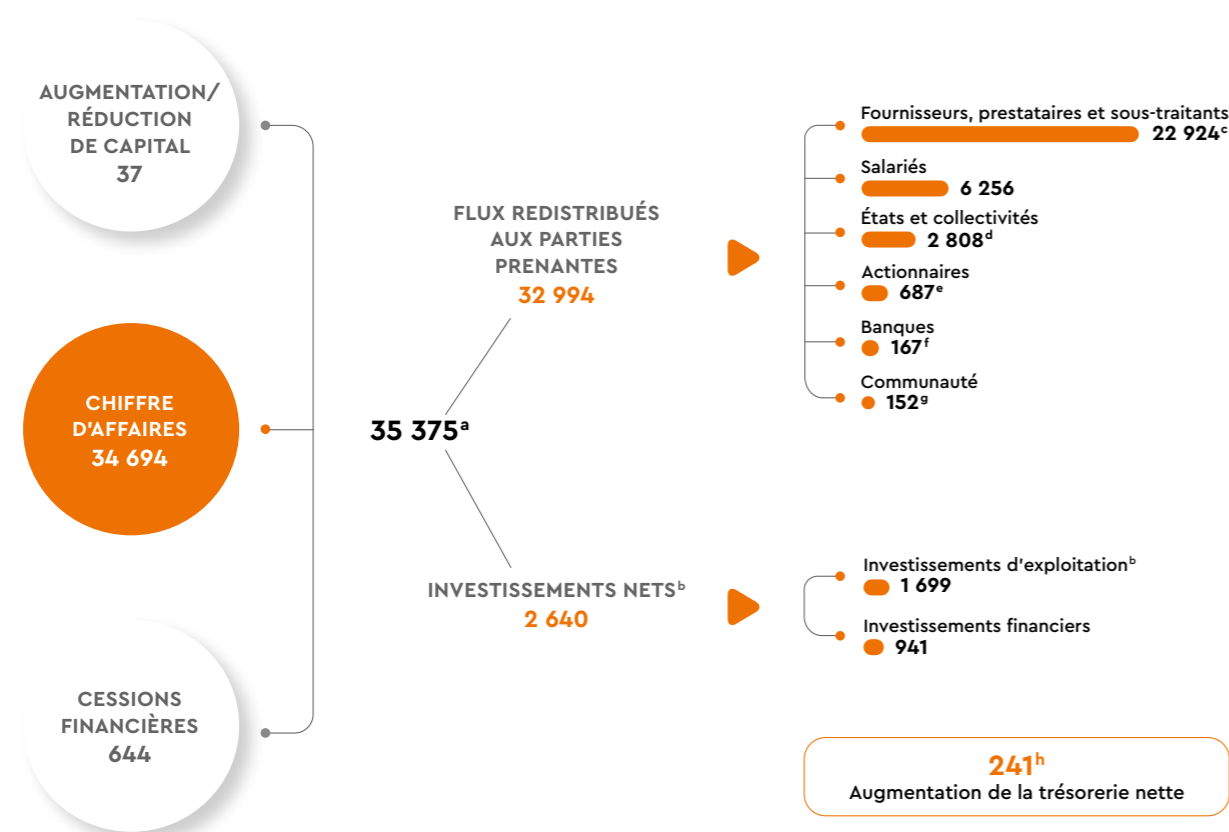 AUGMENTATION/
RÉDUCTION
DE CAPITAL
37
CHIFFRE
D'AFFAIRES
34 694
CESSIONS
FINANCIÈRES
644
35 375ᵃ
FLUX REDISTRIBUÉS
AUX PARTIES
PRENANTES
32 994
INVESTISSEMENTS NETSᵇ
2 640
Fournisseurs, prestataires et sous-traitants
22 924ᶜ
Salariés
6 256
États et collectivités
2 808ᵈ
Actionnaires
687ᵉ
Banques
167ᶠ
Communauté
152ᵍ
Investissements d'exploitationᵇ
1 699
Investissements financiers
941
241ʰ
Augmentation de la trésorerie nette